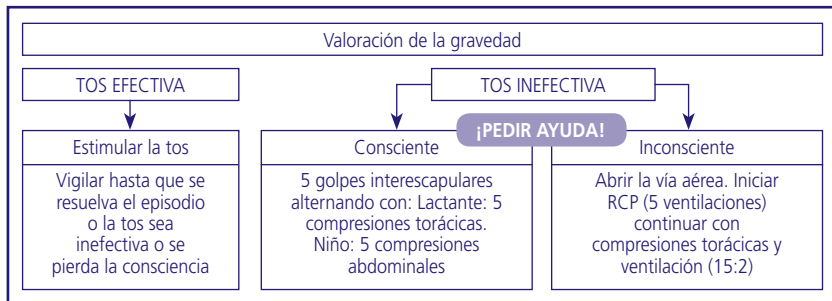 Valoración de la gravedad
TOS EFECTIVA
TOS INEFECTIVA
¡PEDIR AYUDA!
Estimular la tos
Vigilar hasta que se
resuelva el episodio
o la tos sea
inefectiva o se
pierda la consciencia
Consciente
5 golpes interescapulares
alternando con: Lactante: 5
compresiones torácicas.
Niño: 5 compresiones
abdominales
Inconsciente
Abrir la vía aérea. Iniciar
RCP (5 ventilaciones)
continuar con
compresiones torácicas y
ventilación (15:2)